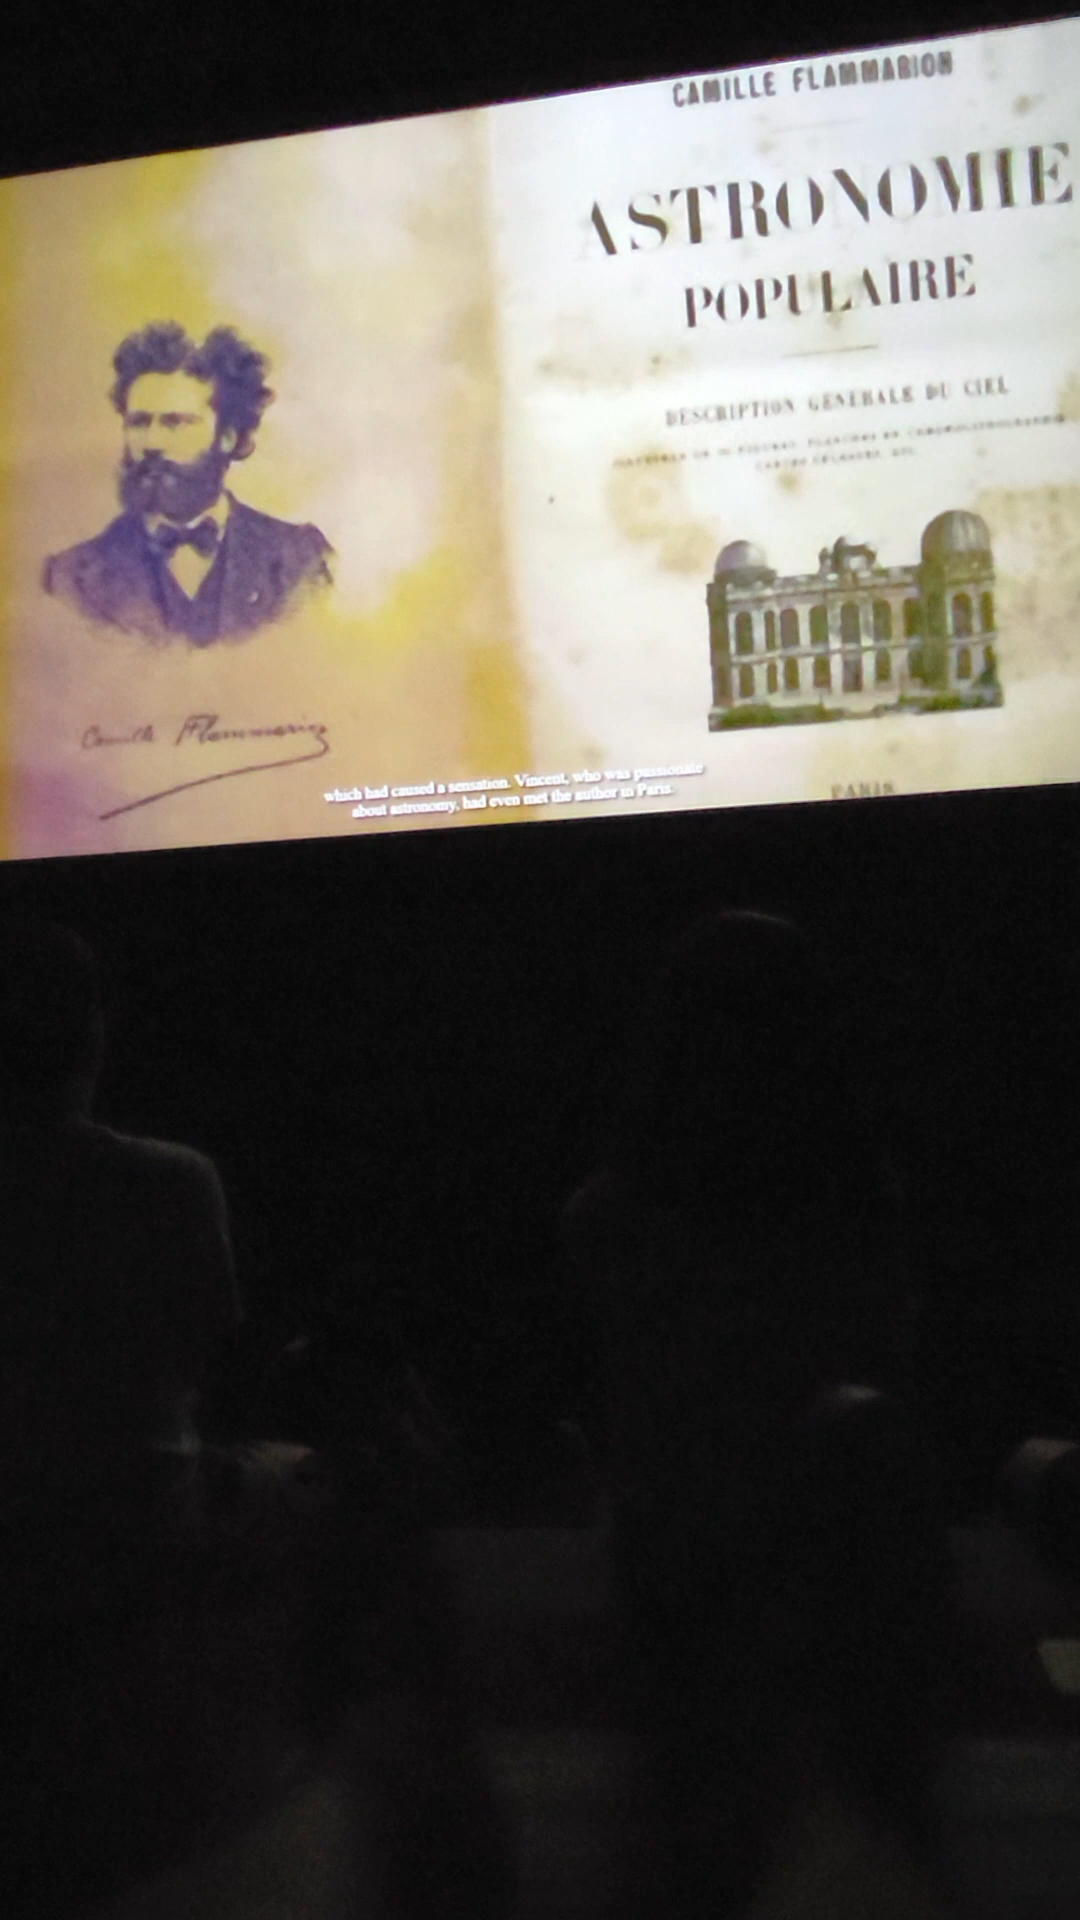 CAMILLE FLAMMARION
ASTRONOMIE
POPULAIRE
DESCRIPTION GÉNÉRALE DU CIEL
Camille Flammarion
which had caused a sensation. Vincent, who was passionate
about astronomy, had even met the author in Paris.
PARIS